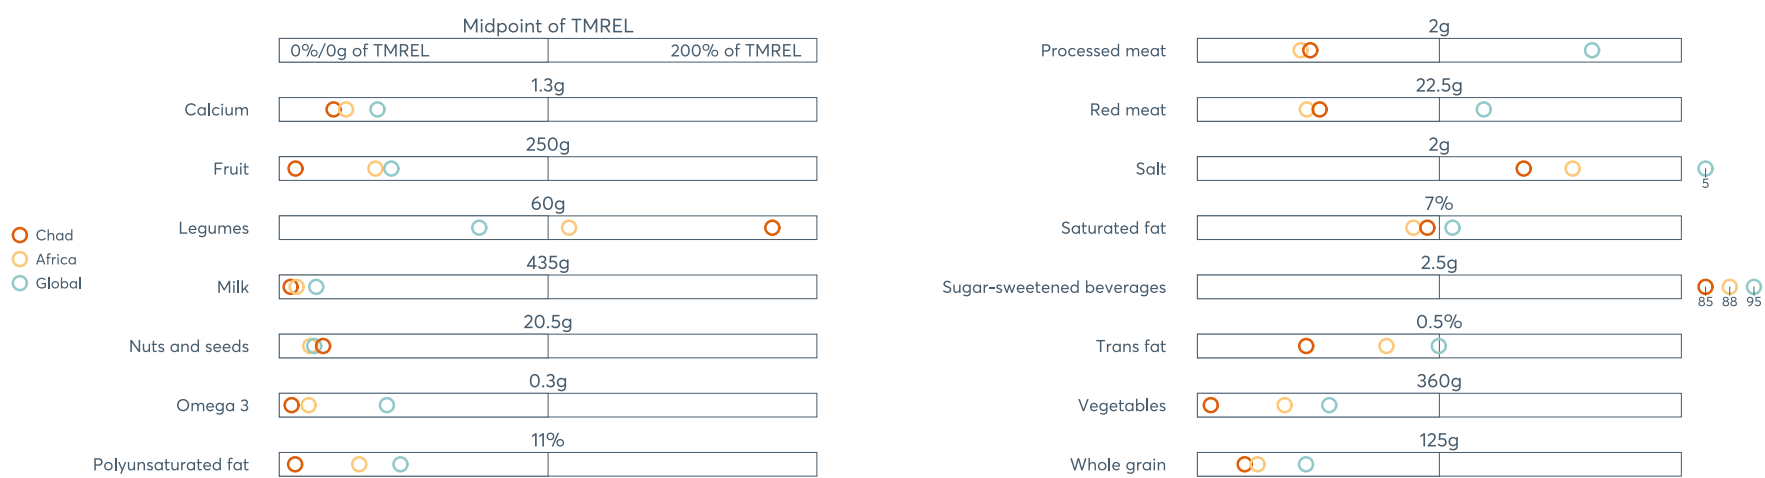 Midpoint of TMREL
0%/0g of TMREL 200% of TMREL
1.3g
Calcium
250g
Fruit
60g
Legumes
435g
Milk
20.5g
Nuts and seeds
0.3g
Omega 3
11%
Polyunsaturated fat
Chad
Africa
Global
2g
Processed meat
22.5g
Red meat
2g
Salt
5
7%
Saturated fat
2.5g
Sugar-sweetened beverages
85 88 95
0.5%
Trans fat
360g
Vegetables
125g
Whole grain